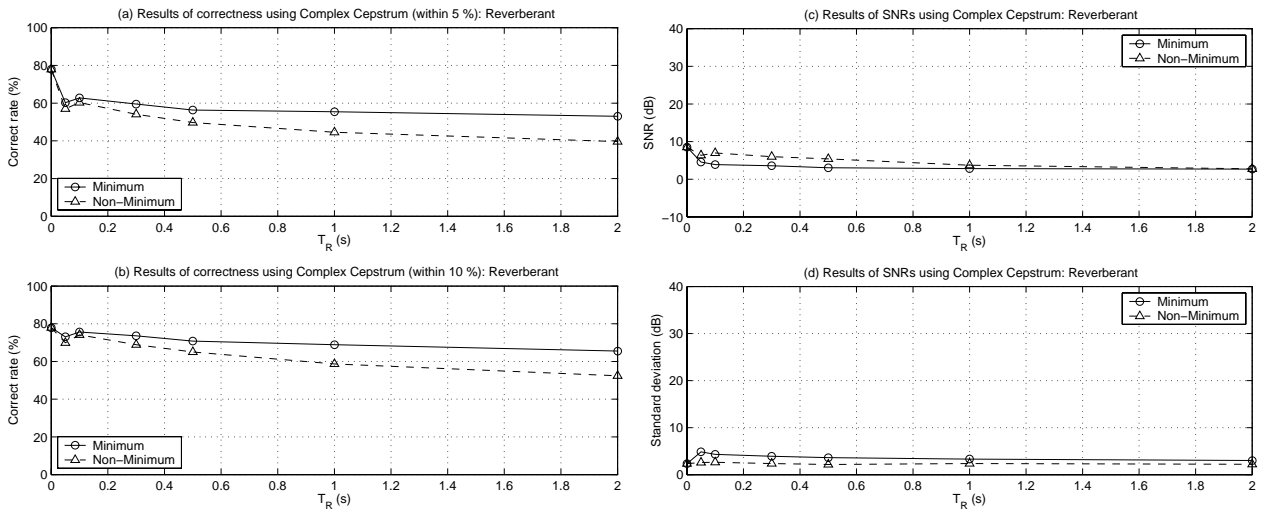 (a) Results of correctness using Complex Cepstrum (within 5 %): Reverberant
100
80
60
40
20
0
Correct rate (%)
Minimum
Non−Minimum
0 0.2 0.4 0.6 0.8 1 1.2 1.4 1.6 1.8 2
T_R (s)
(b) Results of correctness using Complex Cepstrum (within 10 %): Reverberant
100
80
60
40
20
0
Correct rate (%)
Minimum
Non−Minimum
0 0.2 0.4 0.6 0.8 1 1.2 1.4 1.6 1.8 2
T_R (s)
(c) Results of SNRs using Complex Cepstrum: Reverberant
40
30
20
10
0
−10
SNR (dB)
Minimum
Non−Minimum
0 0.2 0.4 0.6 0.8 1 1.2 1.4 1.6 1.8 2
T_R (s)
(d) Results of SNRs using Complex Cepstrum: Reverberant
40
30
20
10
0
Standard deviation (dB)
Minimum
Non−Minimum
0 0.2 0.4 0.6 0.8 1 1.2 1.4 1.6 1.8 2
T_R (s)